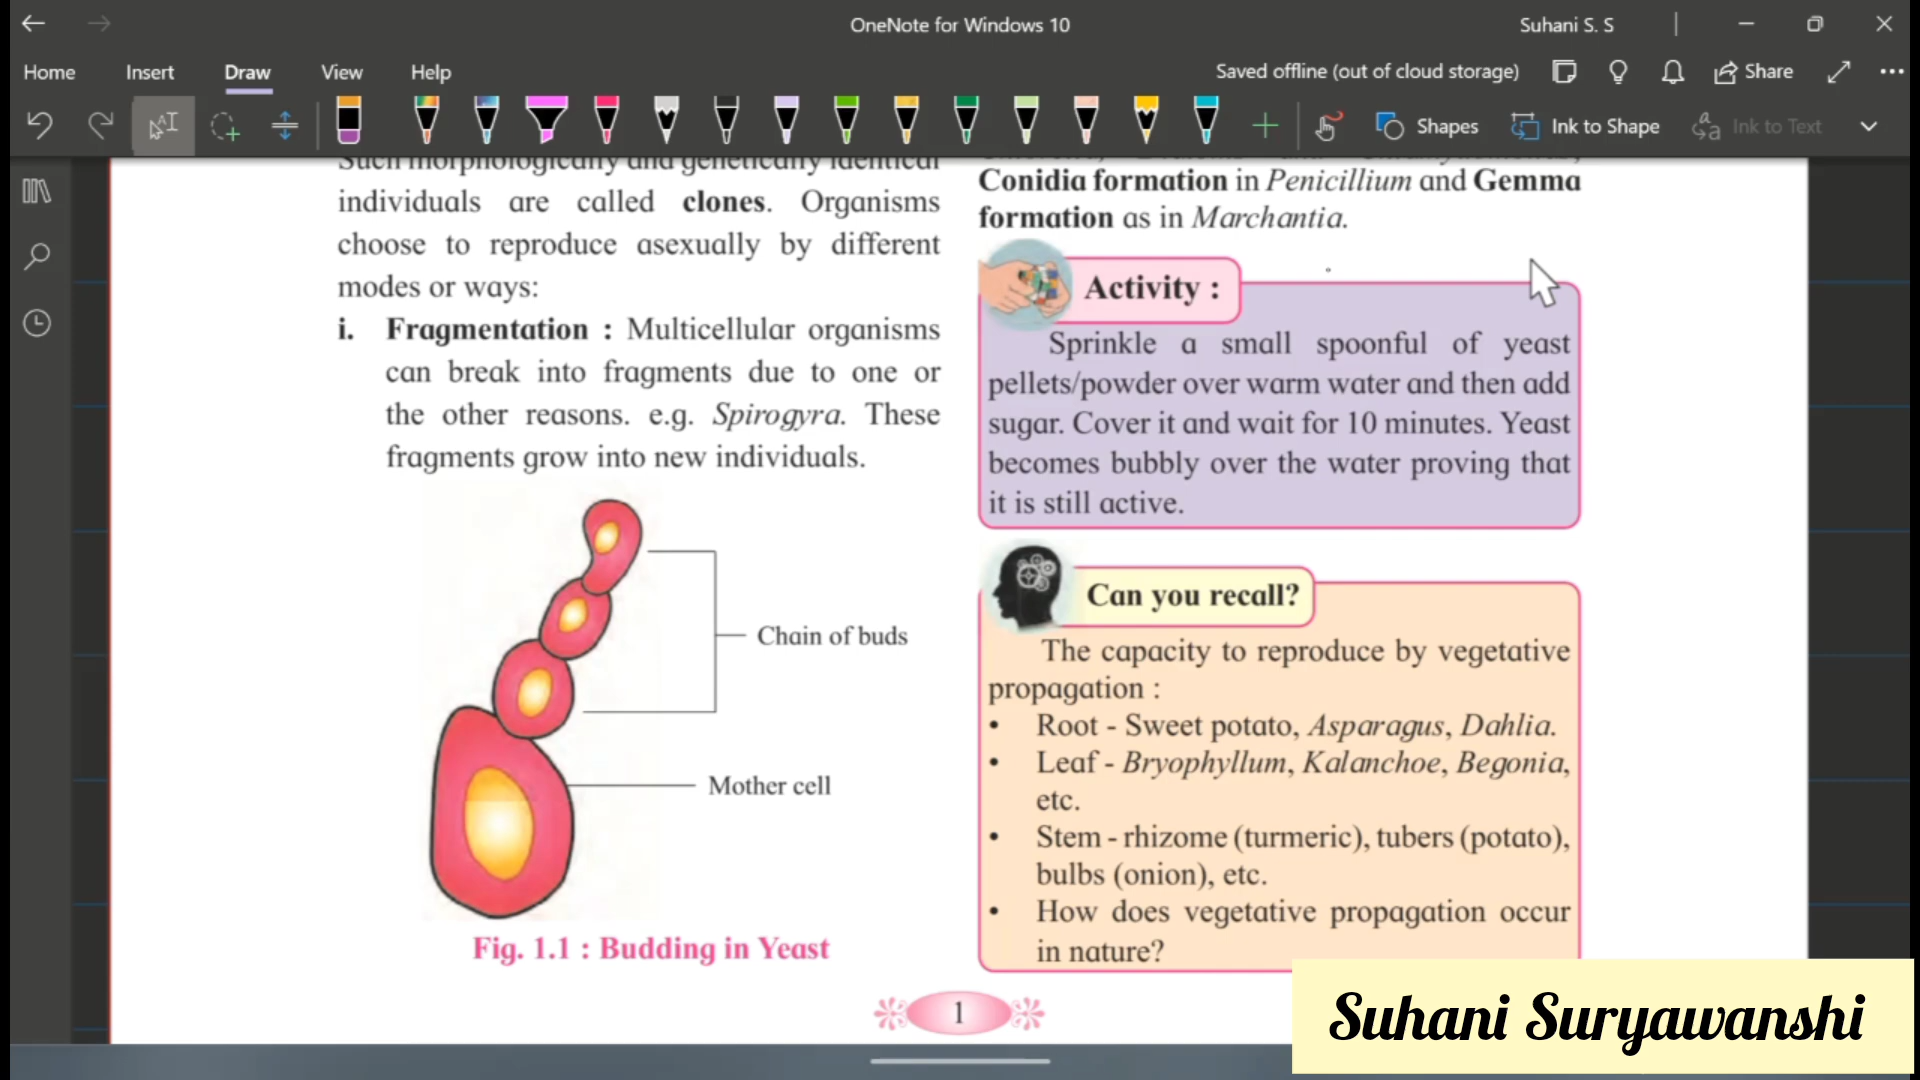 OneNote for Windows 10
Suhani S. S
Home Insert Draw View Help
Saved offline (out of cloud storage)
Share
Shapes
Ink to Shape
Ink to Text
Such morphologically and genetically identical
individuals are called clones. Organisms
choose to reproduce asexually by different
modes or ways:
i. Fragmentation : Multicellular organisms
can break into fragments due to one or
the other reasons. e.g. Spirogyra. These
fragments grow into new individuals.
Chain of buds
Mother cell
Fig. 1.1 : Budding in Yeast
Conidia formation in Penicillium and Gemma
formation as in Marchantia.
Activity :
Sprinkle a small spoonful of yeast
pellets/powder over warm water and then add
sugar. Cover it and wait for 10 minutes. Yeast
becomes bubbly over the water proving that
it is still active.
Can you recall?
The capacity to reproduce by vegetative
propagation :
• Root - Sweet potato, Asparagus, Dahlia.
• Leaf - Bryophyllum, Kalanchoe, Begonia,
etc.
• Stem - rhizome (turmeric), tubers (potato),
bulbs (onion), etc.
• How does vegetative propagation occur
in nature?
1
Suhani Suryawanshi